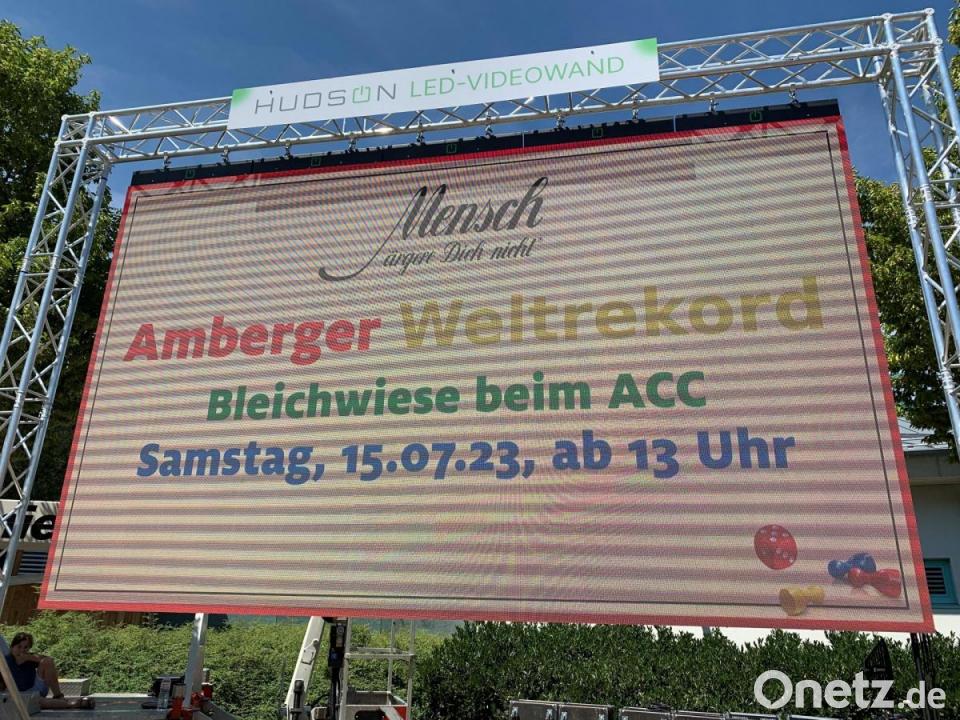 HUDSON LED-VIDEOWAND
Mensch
ärgere Dich nicht
Amberger Weltrekord
Bleichwiese beim ACC
Samstag, 15.07.23, ab 13 Uhr
ie
Onetz.de